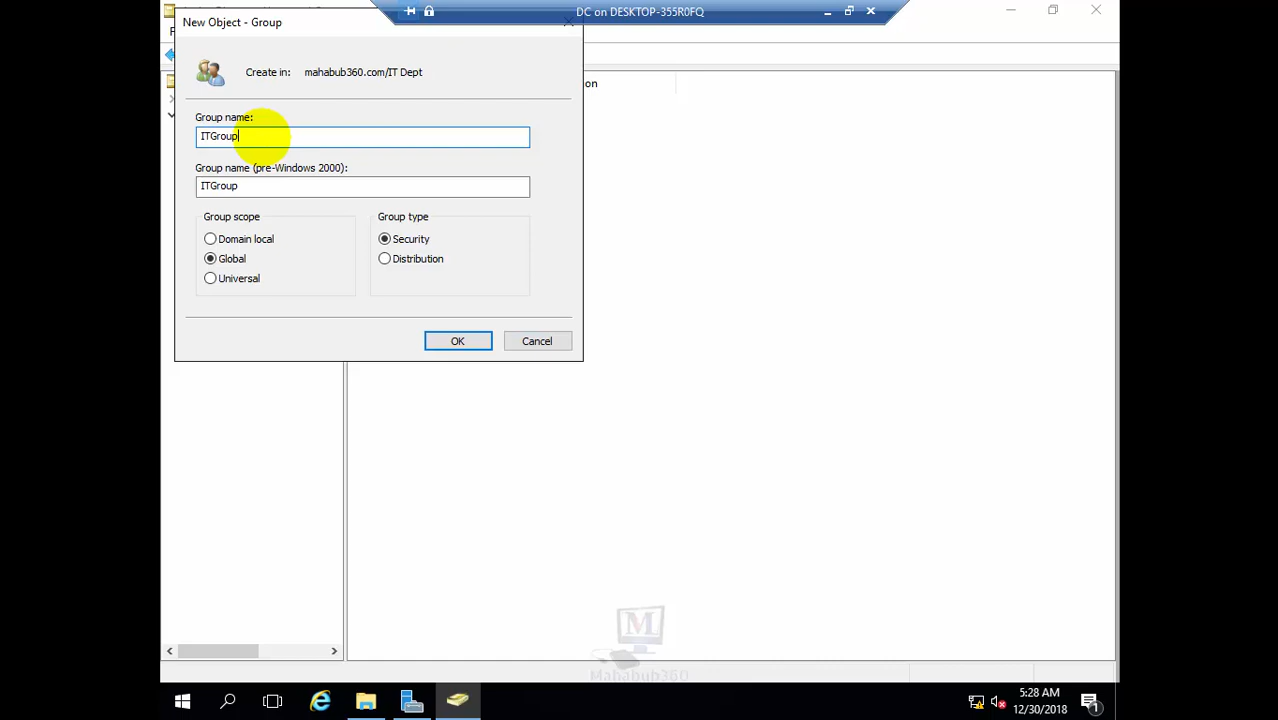 DC on DESKTOP-355R0FQ
New Object - Group
Create in: mahabub360.com/IT Dept
on
Group name:
ITGroup
Group name (pre-Windows 2000):
ITGroup
Group scope
Group type
Domain local
Security
Global
Distribution
Universal
OK
Cancel
M
Mahabub360
5:28 AM
12/30/2018
1